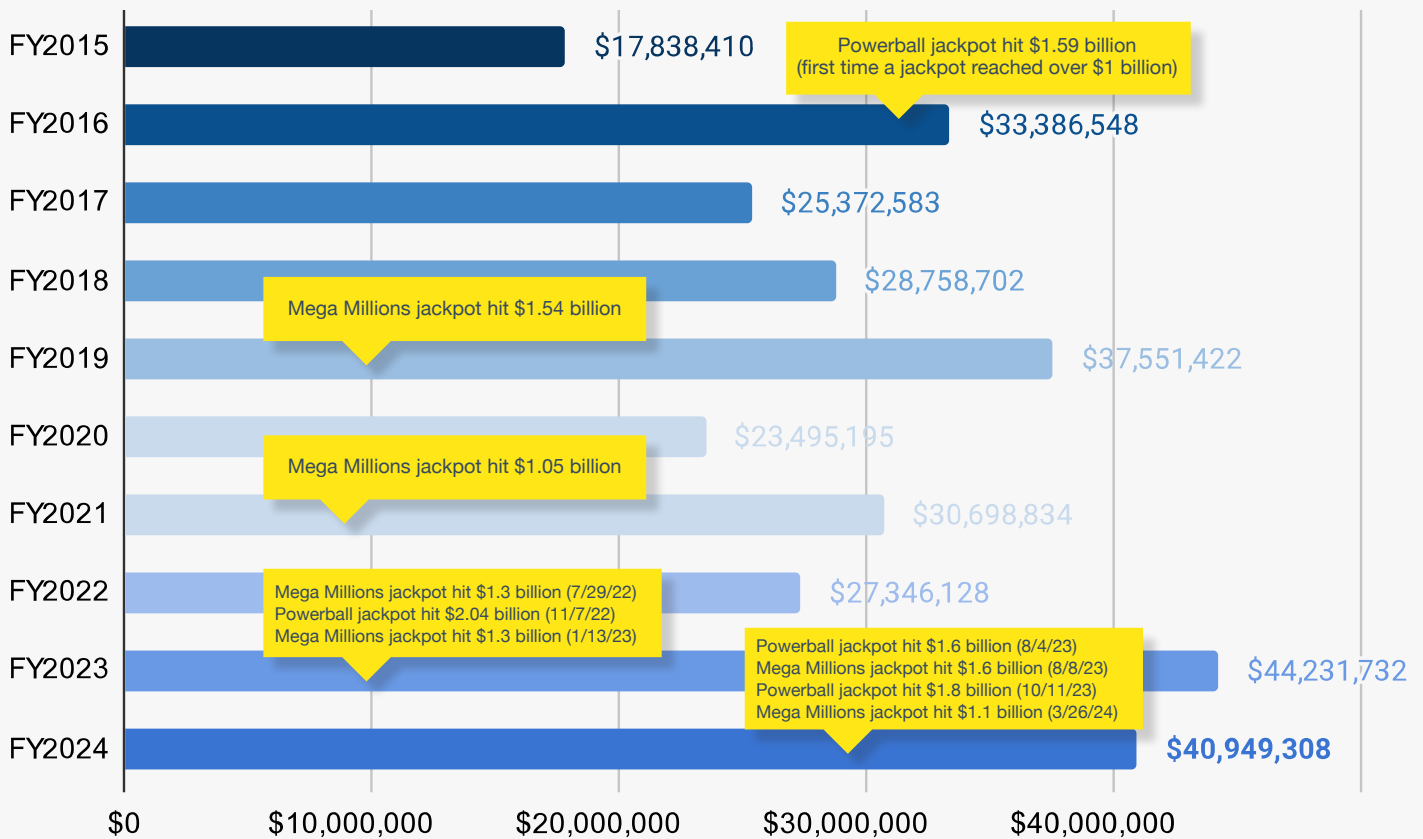 FY2015
$17,838,410
Powerball jackpot hit $1.59 billion
(first time a jackpot reached over $1 billion)
FY2016
$33,386,548
FY2017
$25,372,583
FY2018
$28,758,702
Mega Millions jackpot hit $1.54 billion
FY2019
$37,551,422
FY2020
$23,495,195
Mega Millions jackpot hit $1.05 billion
FY2021
$30,698,834
FY2022
$27,346,128
Mega Millions jackpot hit $1.3 billion (7/29/22)
Powerball jackpot hit $2.04 billion (11/7/22)
Mega Millions jackpot hit $1.3 billion (1/13/23)
FY2023
$44,231,732
Powerball jackpot hit $1.6 billion (8/4/23)
Mega Millions jackpot hit $1.6 billion (8/8/23)
Powerball jackpot hit $1.8 billion (10/11/23)
Mega Millions jackpot hit $1.1 billion (3/26/24)
FY2024
$40,949,308
$0
$10,000,000
$20,000,000
$30,000,000
$40,000,000